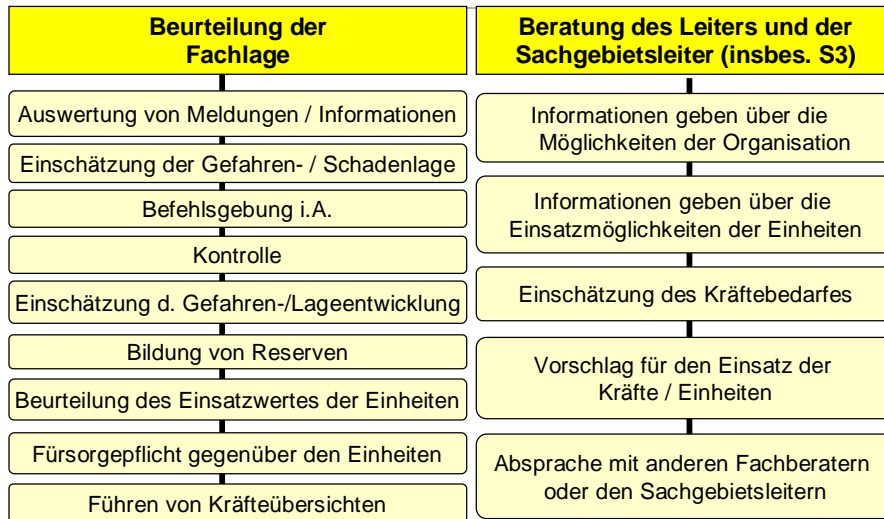 Beurteilung der
Fachlage
Auswertung von Meldungen / Informationen
Einschätzung der Gefahren- / Schadenlage
Befehlsgebung i.A.
Kontrolle
Einschätzung d. Gefahren-/Lageentwicklung
Bildung von Reserven
Beurteilung des Einsatzwertes der Einheiten
Fürsorgepflicht gegenüber den Einheiten
Führen von Kräfteübersichten
Beratung des Leiters und der
Sachgebietsleiter (insbes. S3)
Informationen geben über die
Möglichkeiten der Organisation
Informationen geben über die
Einsatzmöglichkeiten der Einheiten
Einschätzung des Kräftebedarfes
Vorschlag für den Einsatz der
Kräfte / Einheiten
Absprache mit anderen Fachberatern
oder den Sachgebietsleitern